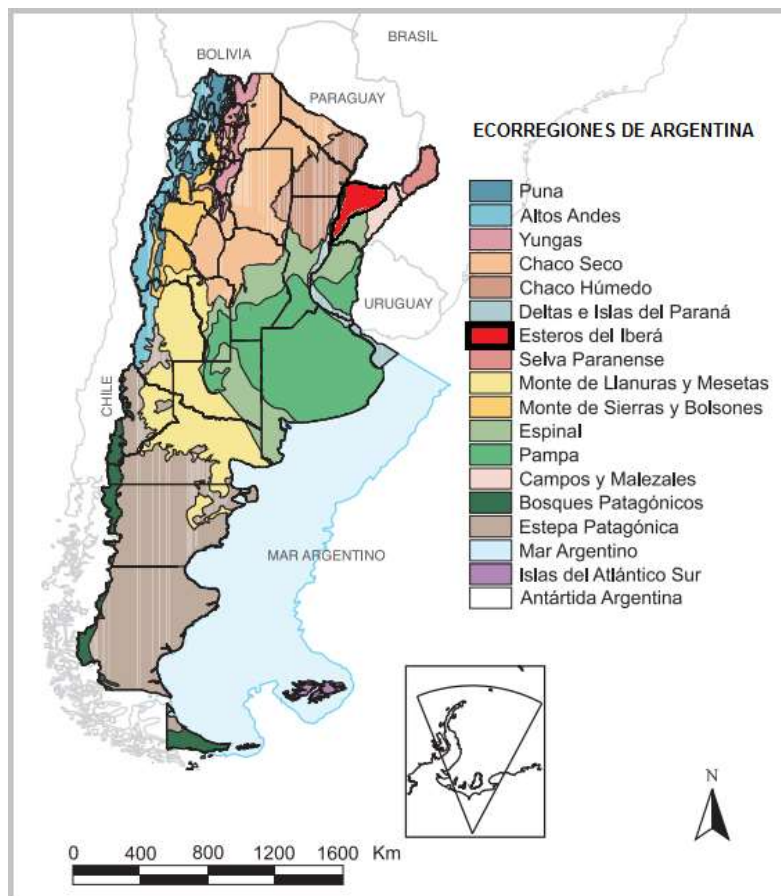 BOLIVIA
BRASIL
PARAGUAY
URUGUAY
CHILE
MAR ARGENTINO
ECORREGIONES DE ARGENTINA
Puna
Altos Andes
Yungas
Chaco Seco
Chaco Húmedo
Deltas e Islas del Paraná
Esteros del Iberá
Selva Paranense
Monte de Llanuras y Mesetas
Monte de Sierras y Bolsones
Espinal
Pampa
Campos y Malezales
Bosques Patagónicos
Estepa Patagónica
Mar Argentino
Islas del Atlántico Sur
Antártida Argentina
N
0 400 800 1200 1600 Km